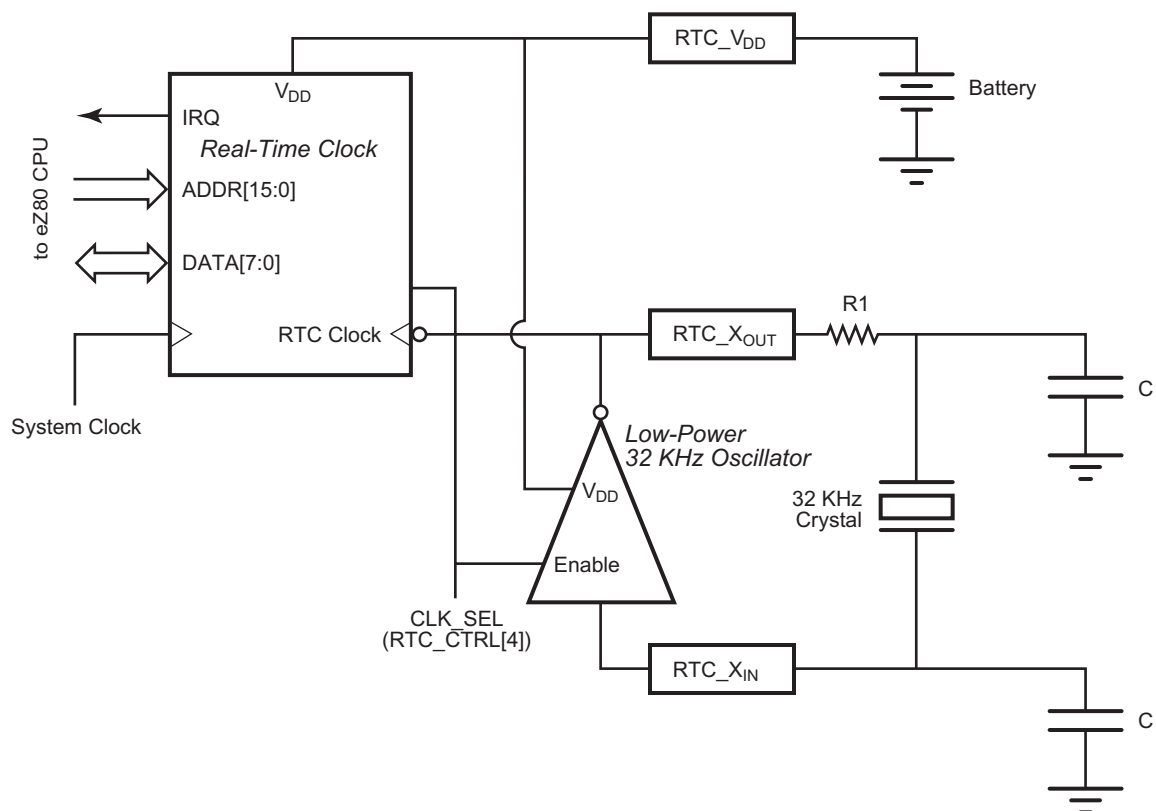 RTC_VDD
Battery
VDD
IRQ
Real-Time Clock
to eZ80 CPU
ADDR[15:0]
DATA[7:0]
RTC Clock
System Clock
RTC_XOUT
R1
C
Low-Power
32 KHz Oscillator
VDD
Enable
32 KHz
Crystal
CLK_SEL
(RTC_CTRL[4])
RTC_XIN
C